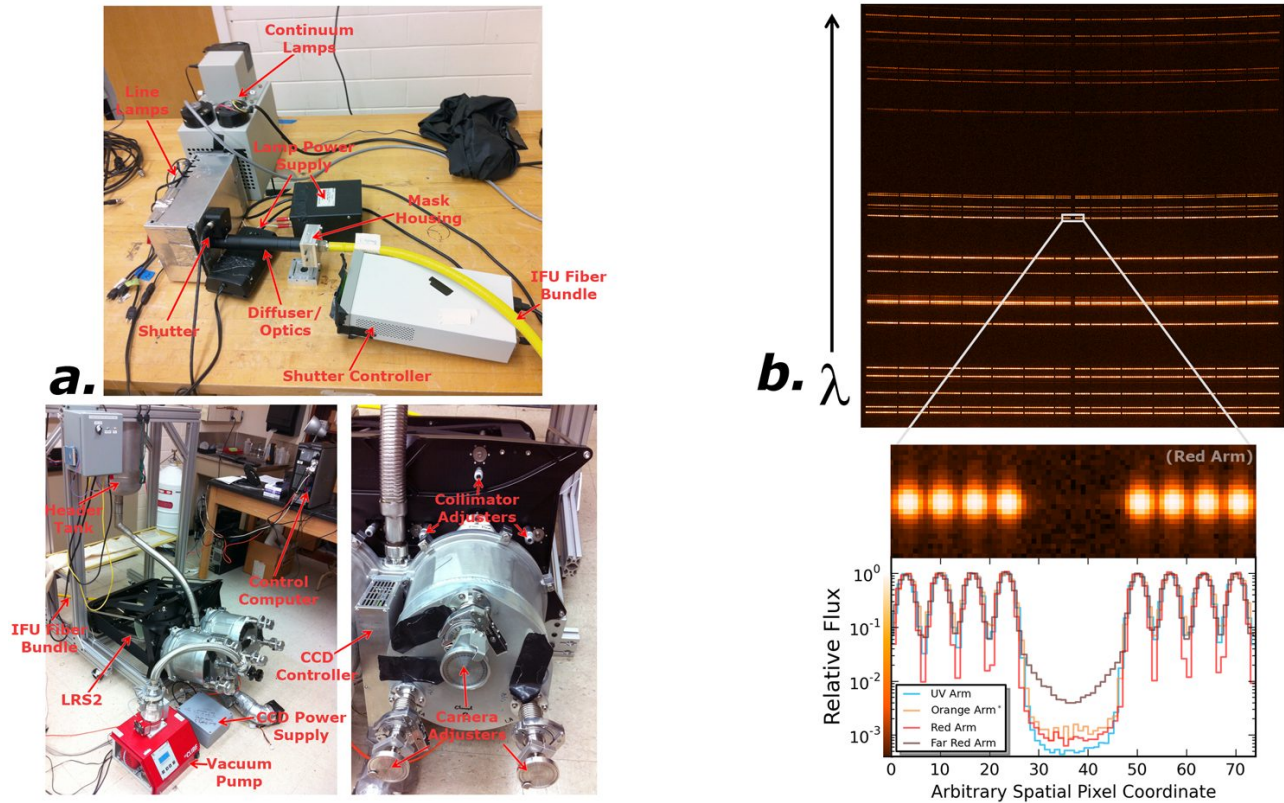 Continuum
Lamps
Line
Lamps
Lamp Power
Supply
Mask
Housing
IFU Fiber
Bundle
Shutter
Diffuser/
Optics
Shutter Controller
a.
Header
Tank
Control
Computer
IFU Fiber
Bundle
LRS2
CCD Power
Supply
Vacuum
Pump
Collimator
Adjusters
CCD
Controller
Camera
Adjusters
b.
λ
(Red Arm)
Relative Flux
10⁰
10⁻¹
10⁻²
10⁻³
UV Arm
Orange Arm*
Red Arm
Far Red Arm
0 10 20 30 40 50 60 70
Arbitrary Spatial Pixel Coordinate